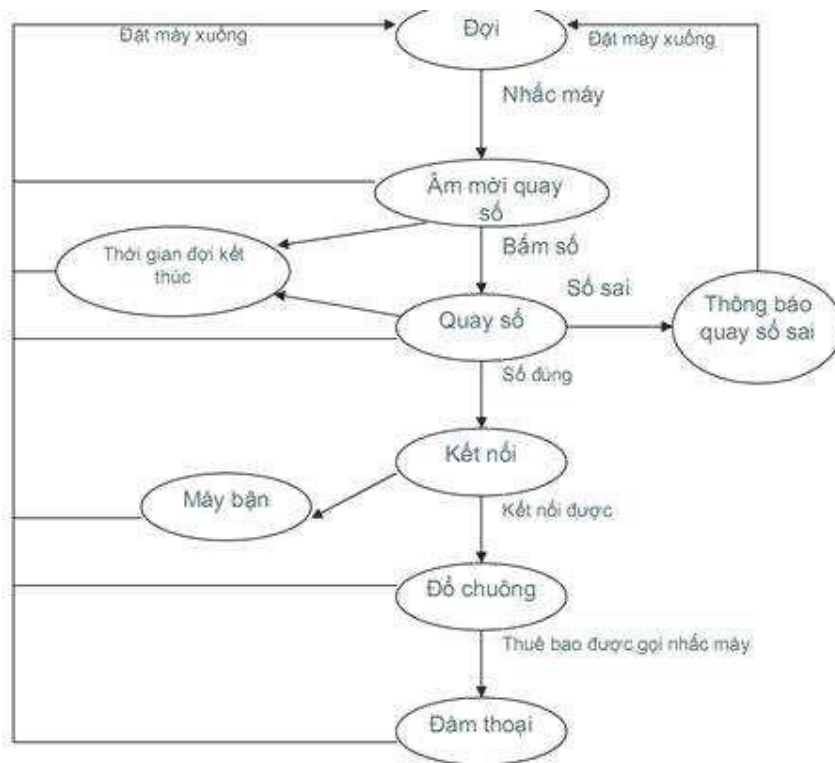 Đợi
Đặt máy xuống
Đặt máy xuống
Nhấc máy
Âm mời quay
số
Bấm số
Thời gian đợi kết
thúc
Số sai
Thông báo
quay số sai
Quay số
Số đúng
Kết nối
Máy bận
Kết nối được
Đổ chuông
Thuê bao được gọi nhấc máy
Đàm thoại